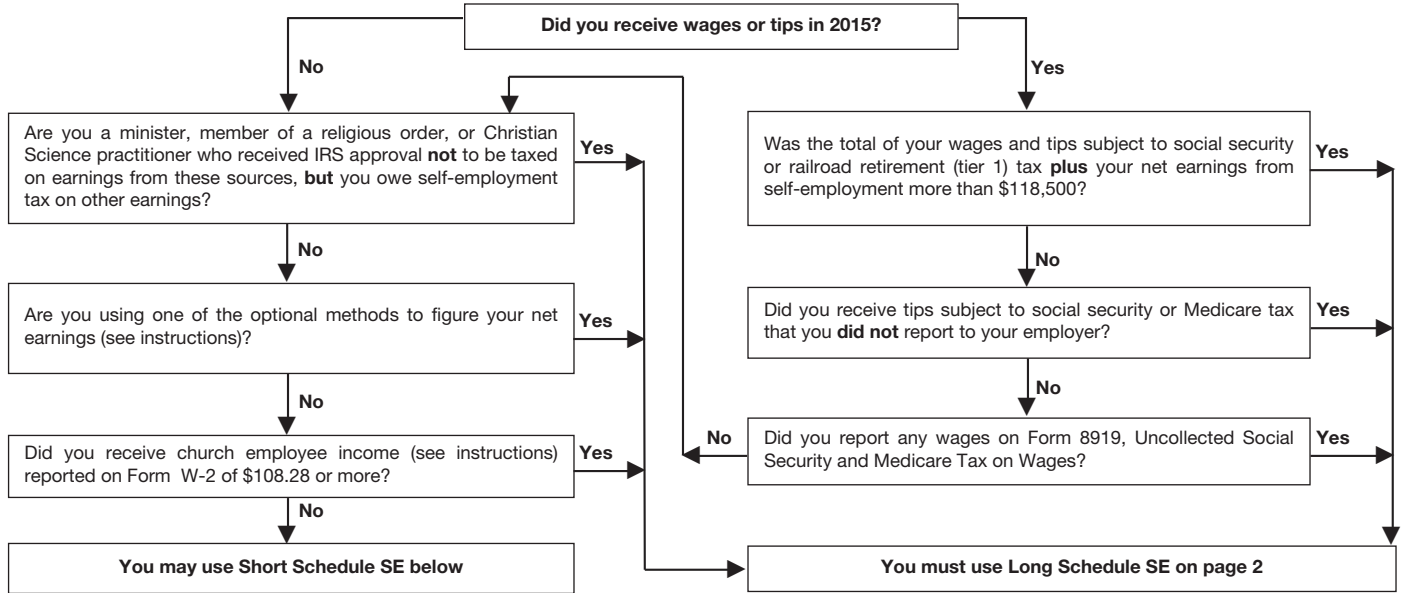 Did you receive wages or tips in 2015?
No
Yes
Are you a minister, member of a religious order, or Christian
Science practitioner who received IRS approval not to be taxed
on earnings from these sources, but you owe self-employment
tax on other earnings?
Yes
Was the total of your wages and tips subject to social security
or railroad retirement (tier 1) tax plus your net earnings from
self-employment more than $118,500?
Yes
No
No
Are you using one of the optional methods to figure your net
earnings (see instructions)?
Yes
Did you receive tips subject to social security or Medicare tax
that you did not report to your employer?
Yes
No
No
Did you receive church employee income (see instructions)
reported on Form W-2 of $108.28 or more?
Yes
No
Did you report any wages on Form 8919, Uncollected Social
Security and Medicare Tax on Wages?
Yes
No
You may use Short Schedule SE below
You must use Long Schedule SE on page 2